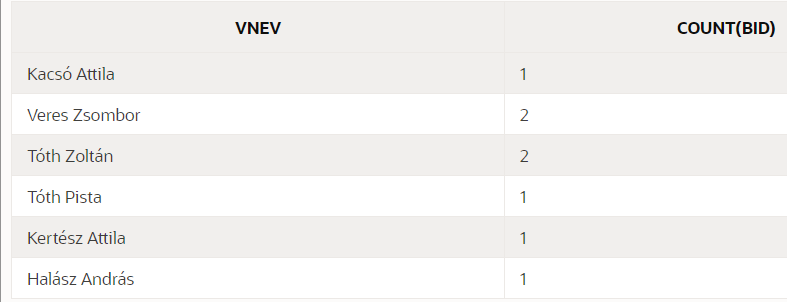 VNEV COUNT(BID)
Kacsó Attila 1
Veres Zsombor 2
Tóth Zoltán 2
Tóth Pista 1
Kertész Attila 1
Halász András 1